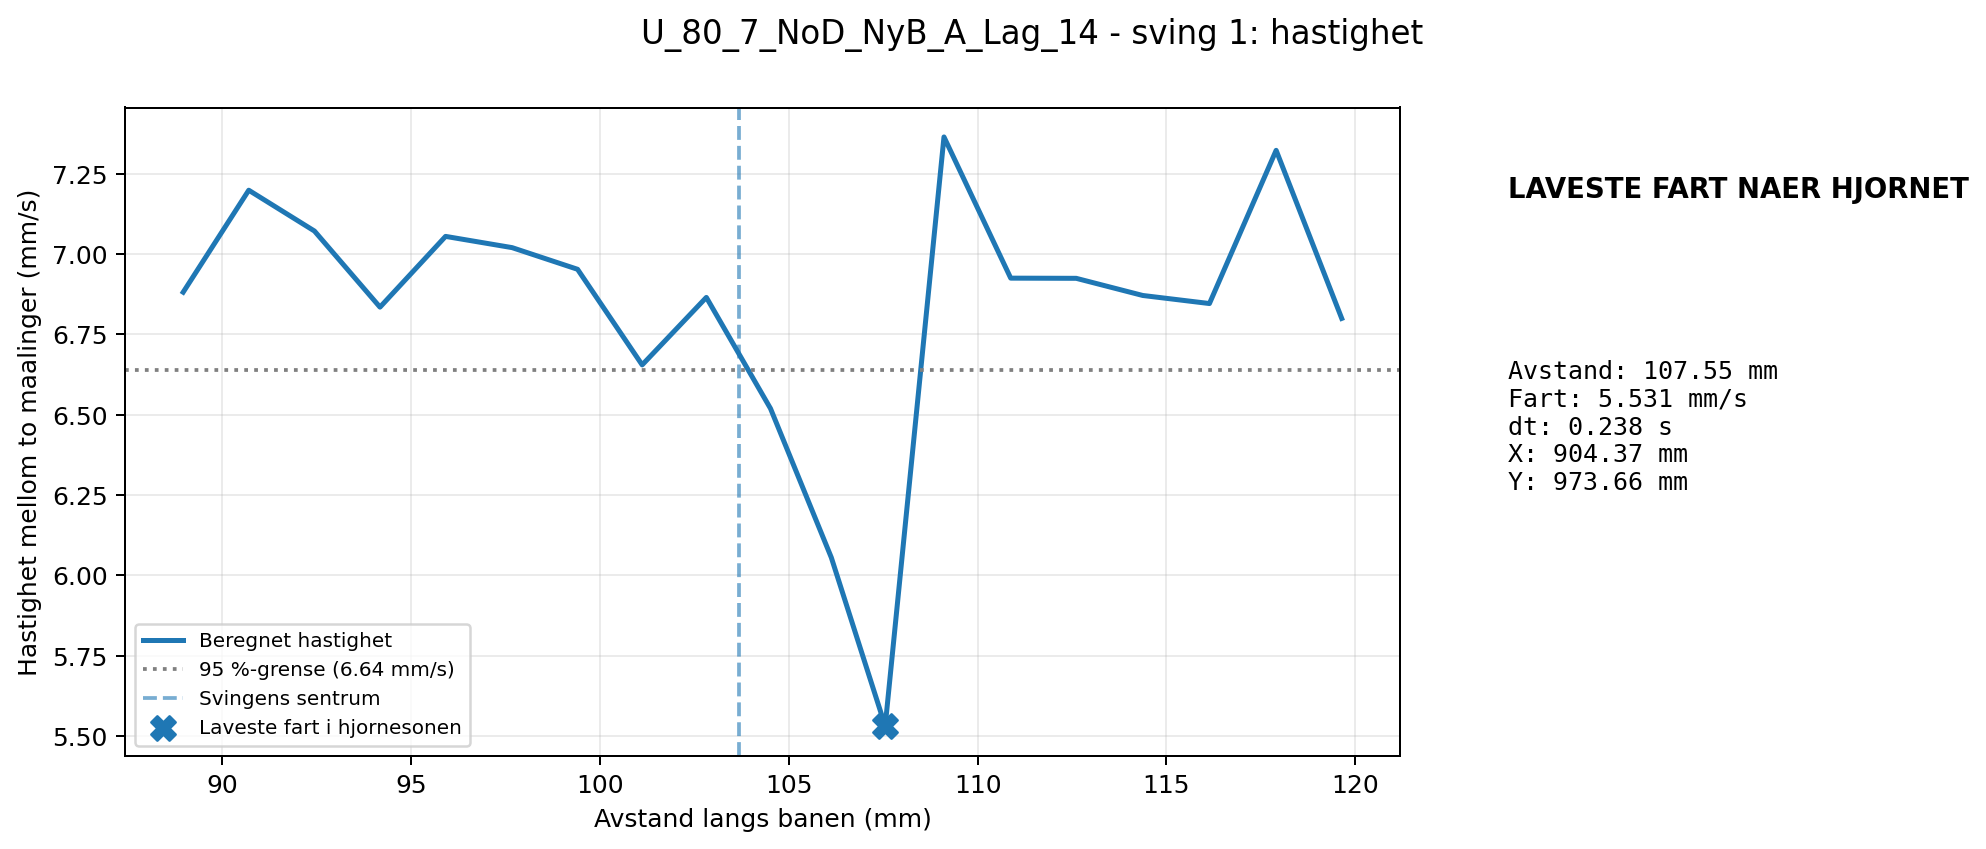 U_80_7_NoD_NyB_A_Lag_14 - sving 1: hastighet
Hastighet mellom to maalinger (mm/s)
7.25
7.00
6.75
6.50
6.25
6.00
5.75
5.50
Beregnet hastighet
95 %-grense (6.64 mm/s)
Svingens sentrum
Laveste fart i hjornesonen
90
95
100
105
110
115
120
Avstand langs banen (mm)
LAVESTE FART NAER HJORNET
Avstand: 107.55 mm
Fart: 5.531 mm/s
dt: 0.238 s
X: 904.37 mm
Y: 973.66 mm